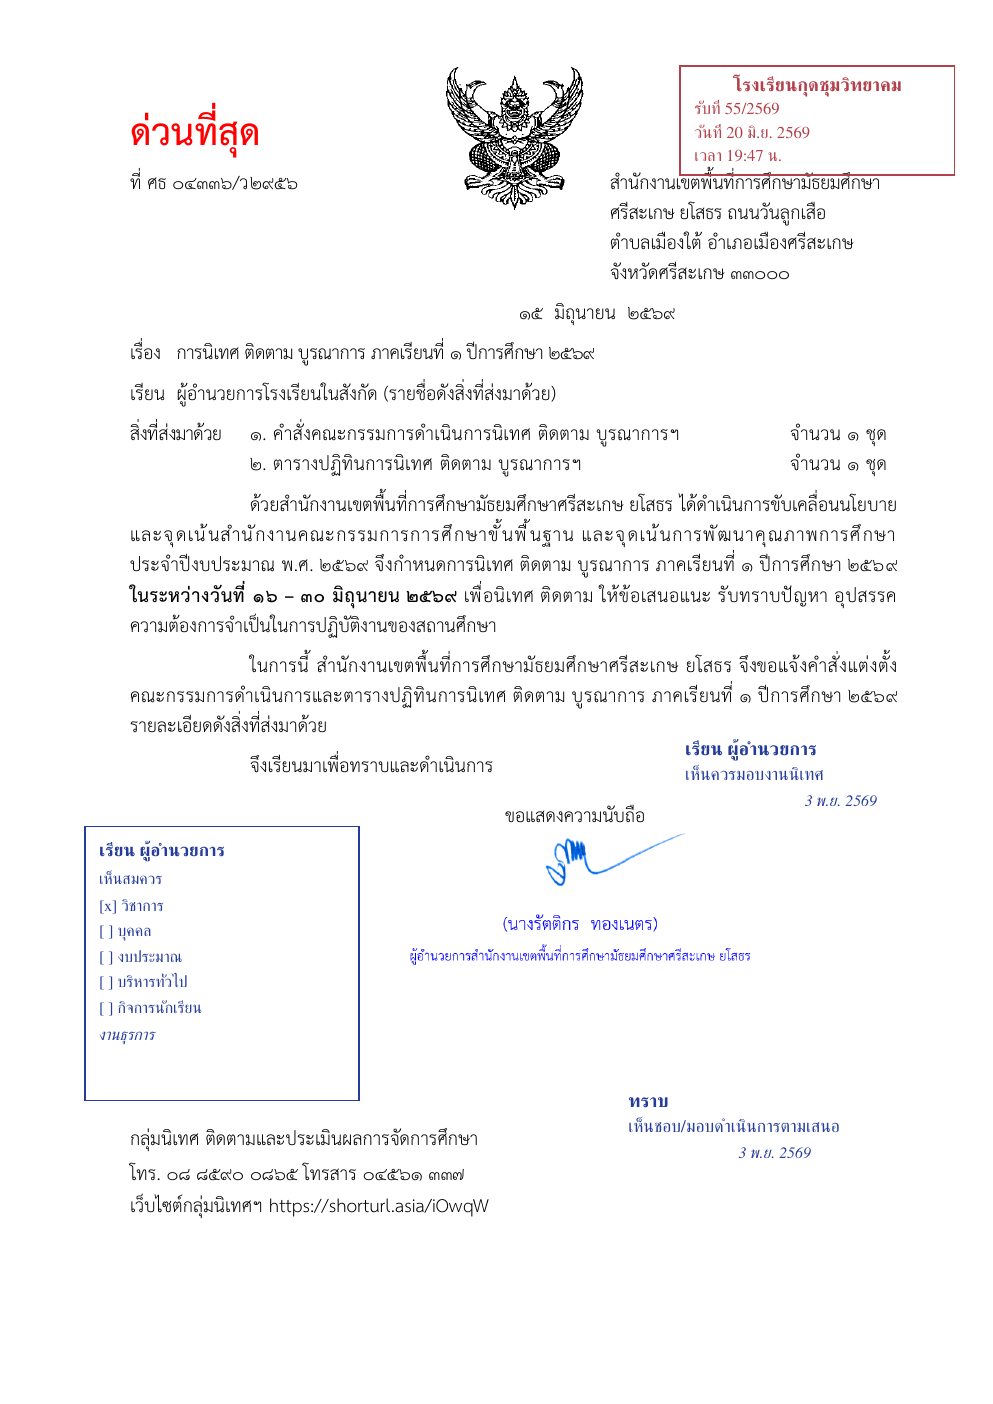 โรงเรียนกุดชุมวิทยาคม
รับที่ 55/2569
วันที่ 20 มิ.ย. 2569
เวลา 19:47 น.
ด่วนที่สุด
ที่ ศธ ๐๔๓๓๖/ว๒๙๕๖
สำนักงานเขตพื้นที่การศึกษามัธยมศึกษา
ศรีสะเกษ ยโสธร ถนนวันลูกเสือ
ตำบลเมืองใต้ อำเภอเมืองศรีสะเกษ
จังหวัดศรีสะเกษ ๓๓๐๐๐
๑๕ มิถุนายน ๒๕๖๙
เรื่อง การนิเทศ ติดตาม บูรณาการ ภาคเรียนที่ ๑ ปีการศึกษา ๒๕๖๙
เรียน ผู้อำนวยการโรงเรียนในสังกัด (รายชื่อดังสิ่งที่ส่งมาด้วย)
สิ่งที่ส่งมาด้วย ๑. คำสั่งคณะกรรมการดำเนินการนิเทศ ติดตาม บูรณาการฯ จำนวน ๑ ชุด
๒. ตารางปฏิทินการนิเทศ ติดตาม บูรณาการฯ จำนวน ๑ ชุด
ด้วยสำนักงานเขตพื้นที่การศึกษามัธยมศึกษาศรีสะเกษ ยโสธร ได้ดำเนินการขับเคลื่อนนโยบาย
และจุดเน้นสำนักงานคณะกรรมการการศึกษาขั้นพื้นฐาน และจุดเน้นการพัฒนาคุณภาพการศึกษา
ประจำปีงบประมาณ พ.ศ. ๒๕๖๙ จึงกำหนดการนิเทศ ติดตาม บูรณาการ ภาคเรียนที่ ๑ ปีการศึกษา ๒๕๖๙
ในระหว่างวันที่ ๑๖ – ๓๐ มิถุนายน ๒๕๖๙ เพื่อนิเทศ ติดตาม ให้ข้อเสนอแนะ รับทราบปัญหา อุปสรรค
ความต้องการจำเป็นในการปฏิบัติงานของสถานศึกษา
ในการนี้ สำนักงานเขตพื้นที่การศึกษามัธยมศึกษาศรีสะเกษ ยโสธร จึงขอแจ้งคำสั่งแต่งตั้ง
คณะกรรมการดำเนินการและตารางปฏิทินการนิเทศ ติดตาม บูรณาการ ภาคเรียนที่ ๑ ปีการศึกษา ๒๕๖๙
รายละเอียดดังสิ่งที่ส่งมาด้วย
จึงเรียนมาเพื่อทราบและดำเนินการ
เรียน ผู้อำนวยการ
เห็นควรมอบงานนิเทศ
3 พ.ย. 2569
ขอแสดงความนับถือ
(นางรัตติกร ทองเนตร)
ผู้อำนวยการสำนักงานเขตพื้นที่การศึกษามัธยมศึกษาศรีสะเกษ ยโสธร
เรียน ผู้อำนวยการ
เห็นสมควร
[x] วิชาการ
[ ] บุคคล
[ ] งบประมาณ
[ ] บริหารทั่วไป
[ ] กิจการนักเรียน
งานธุรการ
ทราบ
เห็นชอบ/มอบดำเนินการตามเสนอ
3 พ.ย. 2569
กลุ่มนิเทศ ติดตามและประเมินผลการจัดการศึกษา
โทร. ๐๘ ๘๕๙๐ ๐๘๖๕ โทรสาร ๐๔๕๖๑ ๓๓๗
เว็บไซต์กลุ่มนิเทศฯ https://shorturl.asia/iOwqW